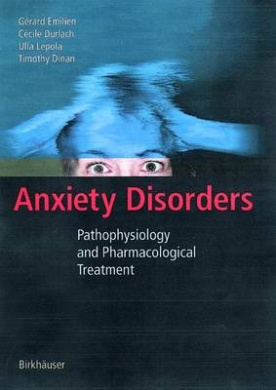 Gérard Emilien
Cécile Durlach
Ulla Lepola
Timothy Dinan
Anxiety Disorders
Pathophysiology
and Pharmacological
Treatment
Birkhäuser